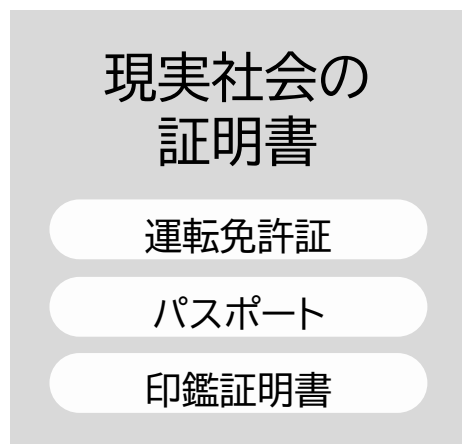 現実社会の
証明書
運転免許証
パスポート
印鑑証明書